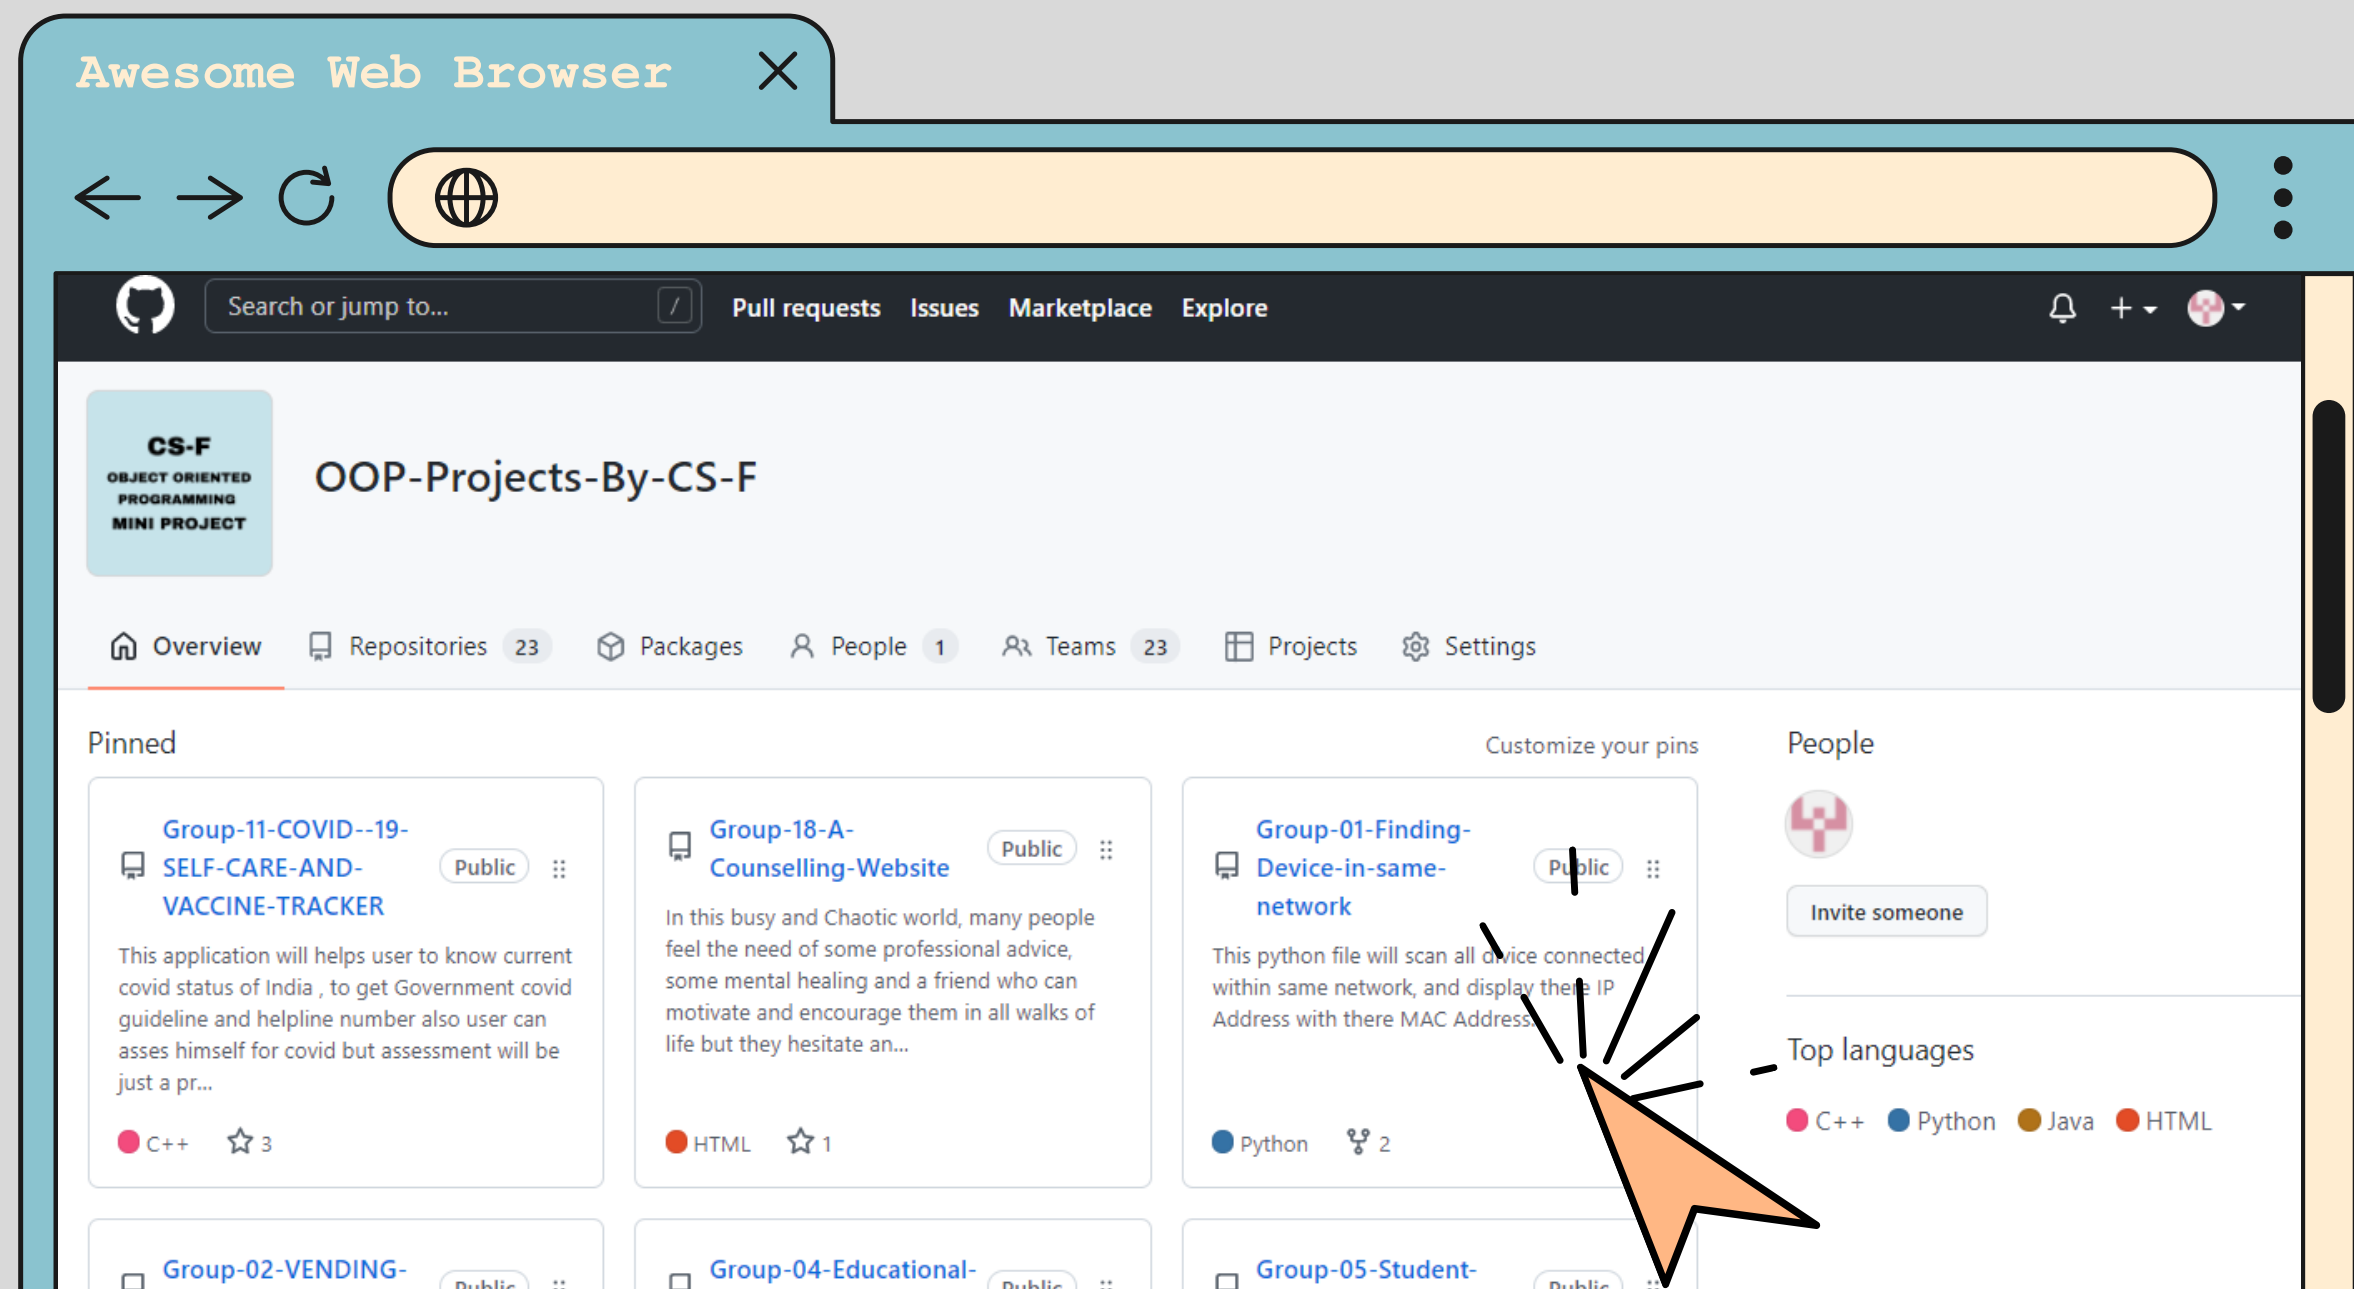 Awesome Web Browser
Search or jump to... /
Pull requests Issues Marketplace Explore
CS-F
OBJECT ORIENTED
PROGRAMMING
MINI PROJECT
OOP-Projects-By-CS-F
Overview Repositories 23 Packages People 1 Teams 23 Projects Settings
Pinned
Customize your pins
Group-11-COVID--19-
SELF-CARE-AND-
VACCINE-TRACKER
Public
This application will helps user to know current
covid status of India , to get Government covid
guideline and helpline number also user can
asses himself for covid but assessment will be
just a pr...
C++ 3
Group-18-A-
Counselling-Website
Public
In this busy and Chaotic world, many people
feel the need of some professional advice,
some mental healing and a friend who can
motivate and encourage them in all walks of
life but they hesitate an...
HTML 1
Group-01-Finding-
Device-in-same-
network
Public
This python file will scan all divice connected
within same network, and display there IP
Address with there MAC Address.
Python 2
Group-02-VENDING-
Public
Group-04-Educational-
Public
Group-05-Student-
Public
People
Invite someone
Top languages
C++ Python Java HTML